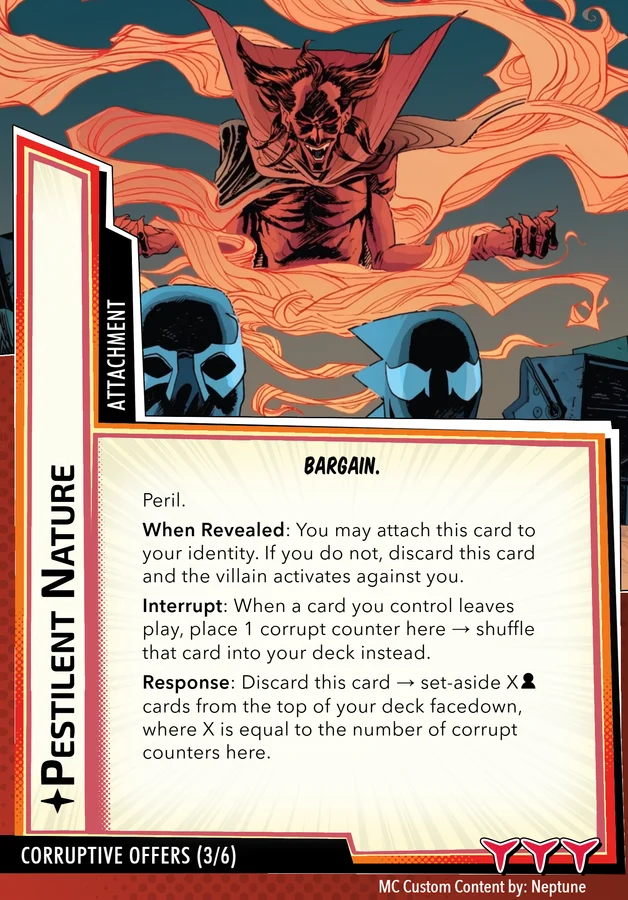 ATTACHMENT
PESTILENT NATURE
BARGAIN.
Peril.
When Revealed: You may attach this card to
your identity. If you do not, discard this card
and the villain activates against you.
Interrupt: When a card you control leaves
play, place 1 corrupt counter here → shuffle
that card into your deck instead.
Response: Discard this card → set-aside X
cards from the top of your deck facedown,
where X is equal to the number of corrupt
counters here.
CORRUPTIVE OFFERS (3/6)
MC Custom Content by: Neptune